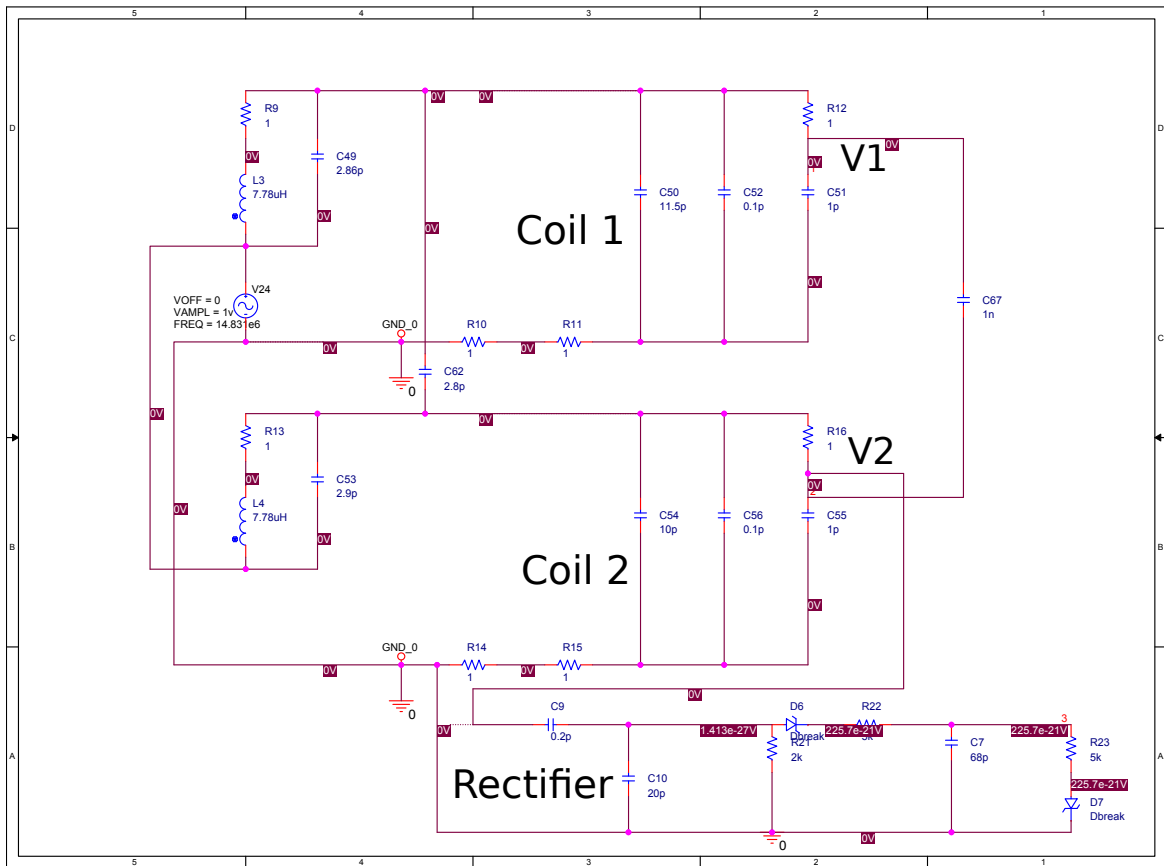 5 4 3 2 1
D D
R9
1
0V
0V
R12
1
0V
C49
2.86p
0V
0V
V1
1
L3
7.78uH
C50
11.5p
C52
0.1p
C51
1p
0V
0V
Coil 1
0V
V24
VOFF = 0
VAMPL = 1v
FREQ = 14.831e6
C67
1n
GND_0
R10
1
R11
1
C C
0V
0V
C62
2.8p
0
0V
0V
R13
1
R16
1
V2
0V
C53
2.9p
0V
2
L4
7.78uH
0V
C54
10p
C56
0.1p
C55
1p
0V
B B
Coil 2
0V
GND_0
R14
1
R15
1
0V
0V
0V
0
C9
0.2p
D6
Dbreak
R22
3k
3
0V
1.413e-27V
225.7e-21V
225.7e-21V
R21
2k
C7
68p
R23
5k
A A
Rectifier
C10
20p
225.7e-21V
D7
Dbreak
0
0V
5 4 3 2 1